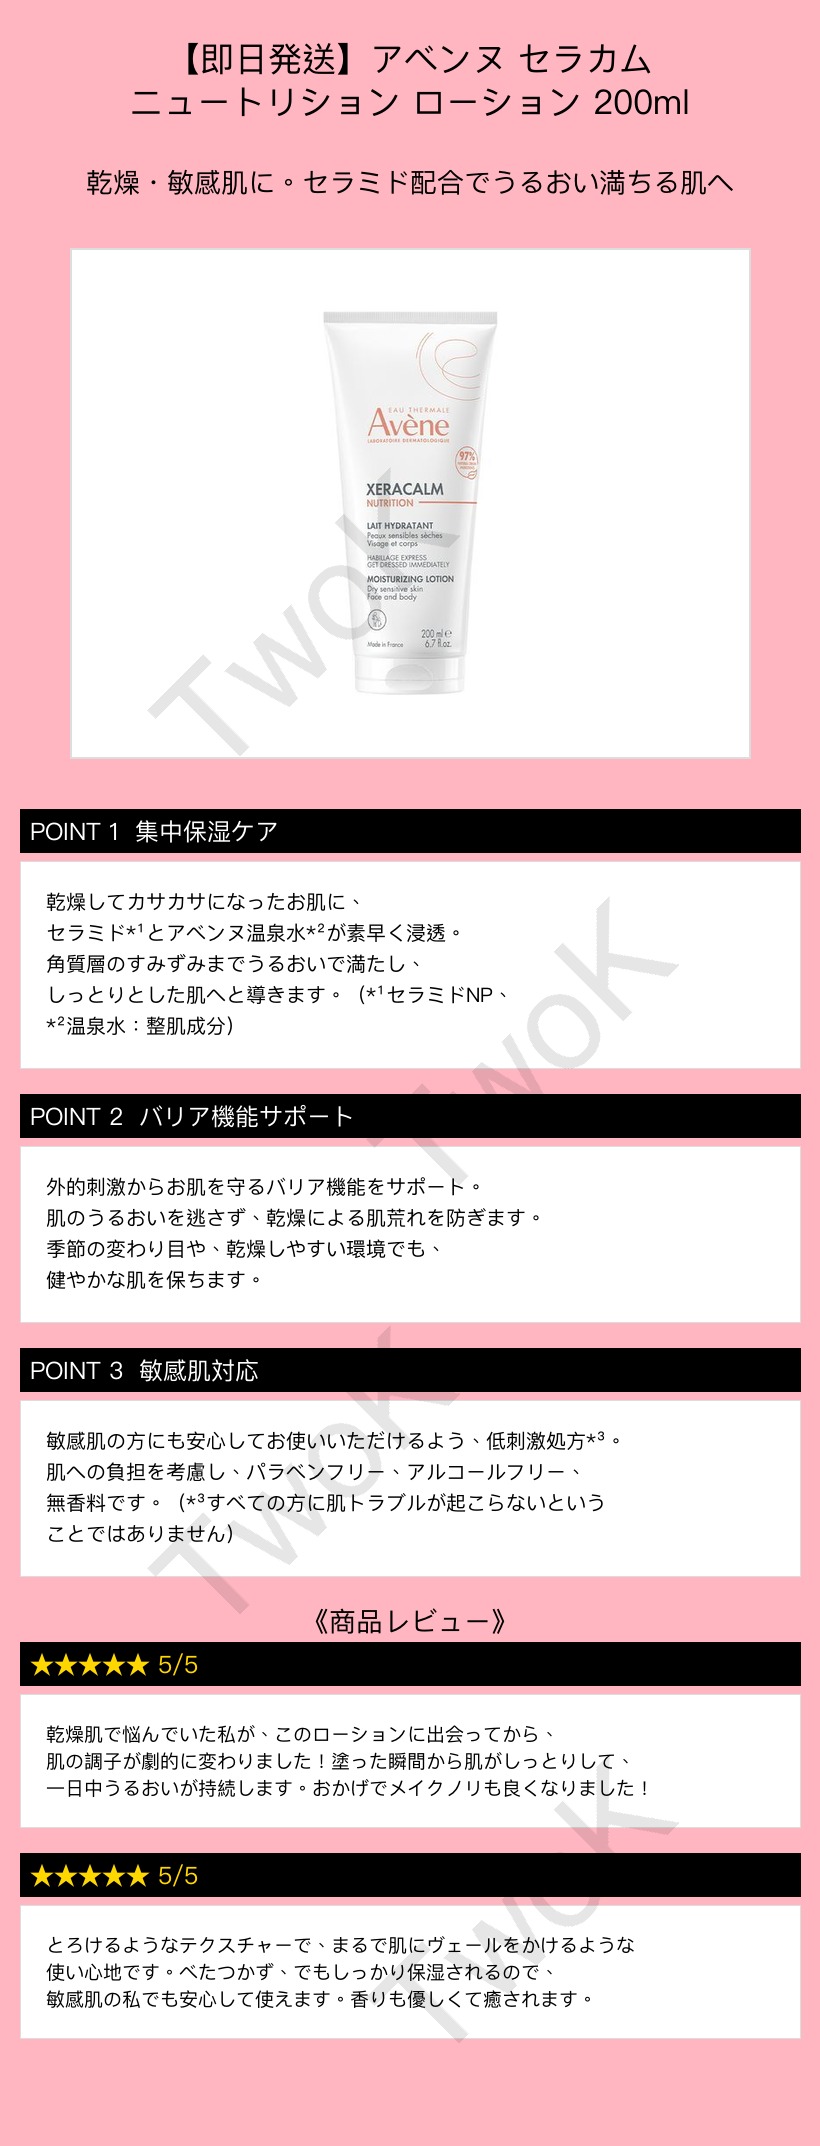 【即日発送】アベンヌ セラカム
ニュートリション ローション 200ml
乾燥・敏感肌に。セラミド配合でうるおい満ちる肌へ
EAU THERMALE
Avène
LABORATOIRE DERMATOLOGIQUE
97%
XERACALM
NUTRITION
LAIT HYDRATANT
Peaux sensibles sèches
Visage et corps
HABILLAGE EXPRESS
GET DRESSED IMMEDIATELY
MOISTURIZING LOTION
Dry sensitive skin
Face and body
200 ml ℮
Made in France 6.7 fl.oz.
TwoK
POINT 1 集中保湿ケア
乾燥してカサカサになったお肌に、
セラミド*¹とアベンヌ温泉水*²が素早く浸透。
角質層のすみずみまでうるおいで満たし、
しっとりとした肌へと導きます。（*¹セラミドNP、
*²温泉水：整肌成分）
TwoK
POINT 2 バリア機能サポート
外的刺激からお肌を守るバリア機能をサポート。
肌のうるおいを逃さず、乾燥による肌荒れを防ぎます。
季節の変わり目や、乾燥しやすい環境でも、
健やかな肌を保ちます。
POINT 3 敏感肌対応
敏感肌の方にも安心してお使いいただけるよう、低刺激処方*³。
肌への負担を考慮し、パラベンフリー、アルコールフリー、
無香料です。（*³すべての方に肌トラブルが起こらないという
ことではありません）
TwoK
《商品レビュー》
★★★★★ 5/5
乾燥肌で悩んでいた私が、このローションに出会ってから、
肌の調子が劇的に変わりました！塗った瞬間から肌がしっとりして、
一日中うるおいが持続します。おかげでメイクノリも良くなりました！
★★★★★ 5/5
とろけるようなテクスチャーで、まるで肌にヴェールをかけるような
使い心地です。べたつかず、でもしっかり保湿されるので、
敏感肌の私でも安心して使えます。香りも優しくて癒されます。
TwoK